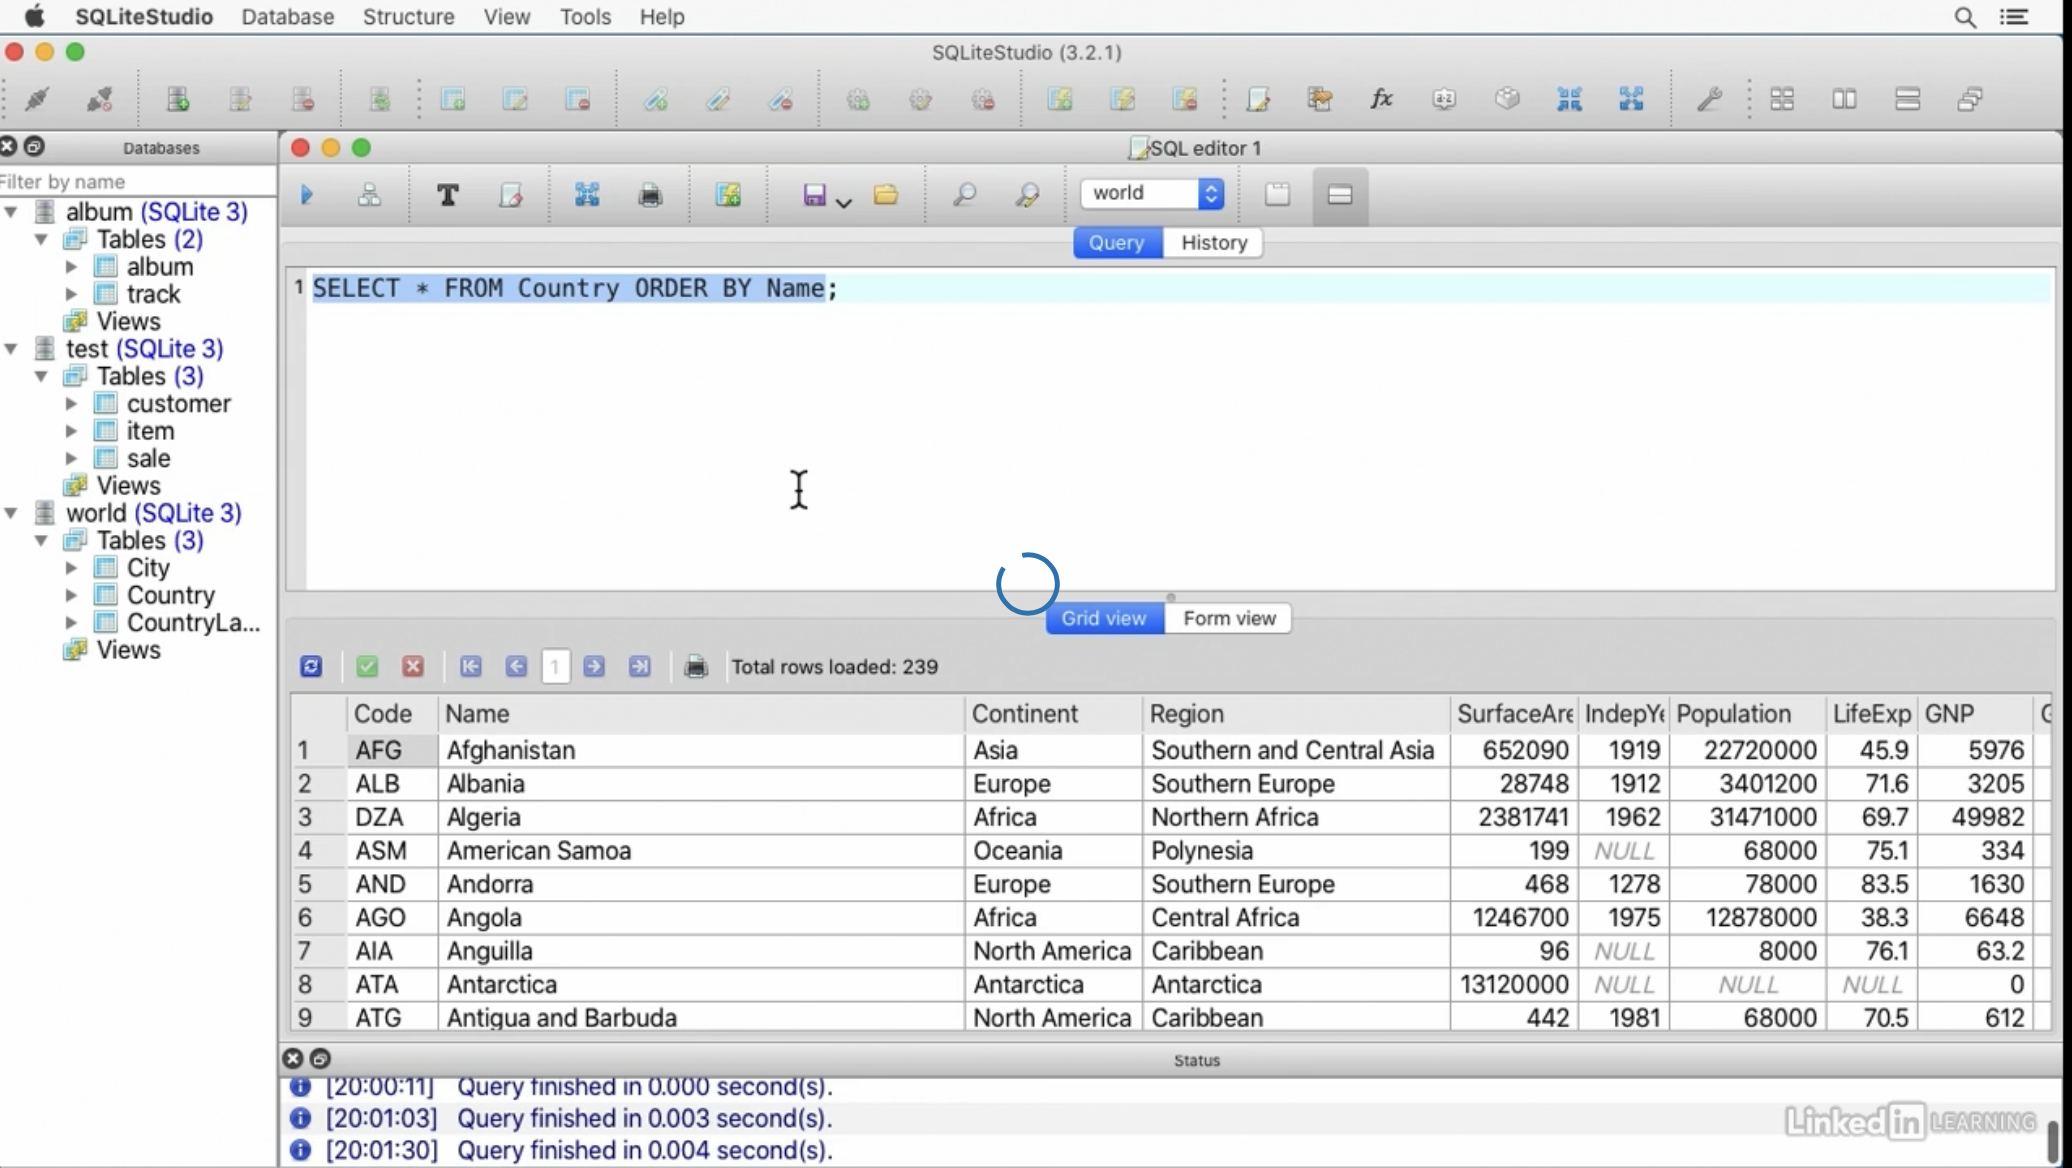 SQLiteStudio Database Structure View Tools Help
SQLiteStudio (3.2.1)
Databases
SQL editor 1
Filter by name
world
album (SQLite 3)
Tables (2)
album
track
Views
test (SQLite 3)
Tables (3)
customer
item
sale
Views
world (SQLite 3)
Tables (3)
City
Country
CountryLa...
Views
Query History
1 SELECT * FROM Country ORDER BY Name;
Grid view Form view
1 Total rows loaded: 239
Code Name Continent Region SurfaceAre IndepYe Population LifeExp GNP G
1 AFG Afghanistan Asia Southern and Central Asia 652090 1919 22720000 45.9 5976
2 ALB Albania Europe Southern Europe 28748 1912 3401200 71.6 3205
3 DZA Algeria Africa Northern Africa 2381741 1962 31471000 69.7 49982
4 ASM American Samoa Oceania Polynesia 199 NULL 68000 75.1 334
5 AND Andorra Europe Southern Europe 468 1278 78000 83.5 1630
6 AGO Angola Africa Central Africa 1246700 1975 12878000 38.3 6648
7 AIA Anguilla North America Caribbean 96 NULL 8000 76.1 63.2
8 ATA Antarctica Antarctica Antarctica 13120000 NULL NULL NULL 0
9 ATG Antigua and Barbuda North America Caribbean 442 1981 68000 70.5 612
Status
[20:00:11] Query finished in 0.000 second(s).
[20:01:03] Query finished in 0.003 second(s).
[20:01:30] Query finished in 0.004 second(s).
Linked in LEARNING